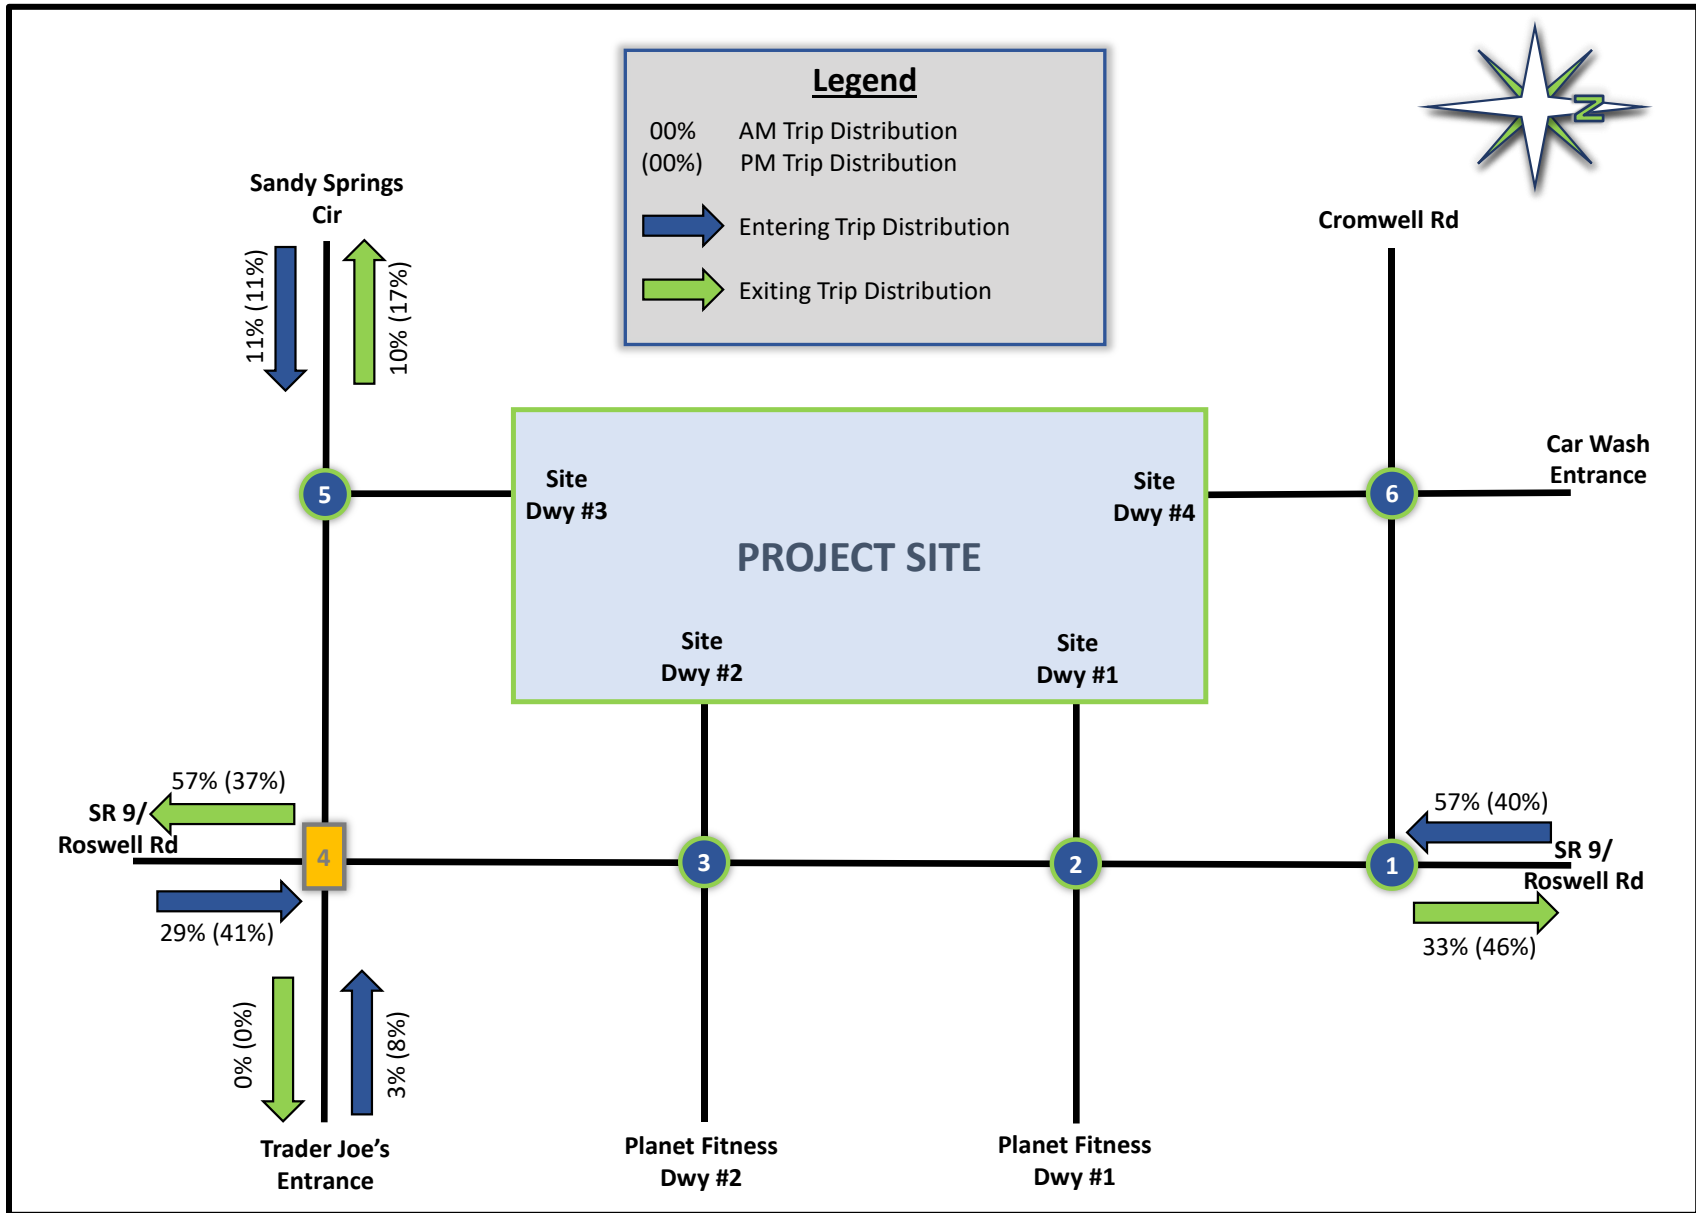 Legend
00% AM Trip Distribution
(00%) PM Trip Distribution
Entering Trip Distribution
Exiting Trip Distribution
N
Sandy Springs
Cir
11% (11%)
10% (17%)
Cromwell Rd
Car Wash
Entrance
5
Site
Dwy #3
Site
Dwy #4
6
PROJECT SITE
Site
Dwy #2
Site
Dwy #1
57% (37%)
SR 9/
Roswell Rd
4
29% (41%)
3
2
1
57% (40%)
SR 9/
Roswell Rd
33% (46%)
0% (0%)
3% (8%)
Trader Joe's
Entrance
Planet Fitness
Dwy #2
Planet Fitness
Dwy #1